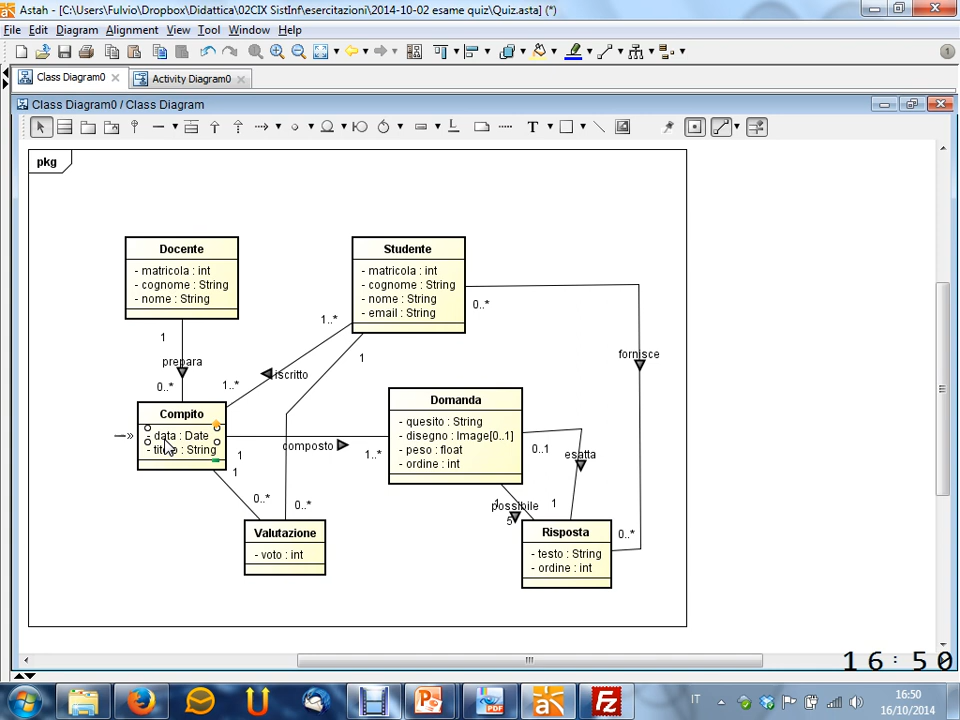 Astah - [C:\Users\Fulvio\Dropbox\Didattica\02CIX SistInf\esercitazioni\2014-10-02 esame quiz\Quiz.asta] (*)
File Edit Diagram Alignment View Tool Window Help
1
Class Diagram0 Activity Diagram0
Class Diagram0 / Class Diagram
T
pkg
Docente
- matricola : int
- cognome : String
- nome : String
Studente
- matricola : int
- cognome : String
- nome : String
- email : String
0..*
1
1..*
1
prepara
fornisce
iscritto
0..*
1..*
Compito
- data : Date
- titolo : String
Domanda
- quesito : String
- disegno : Image[0..1]
- peso : float
- ordine : int
composto
1
1..*
0..1
esatta
1
0..*
0..*
1
possibile
5
1
Valutazione
- voto : int
Risposta
- testo : String
- ordine : int
0..*
16:50
IT
16:50
16/10/2014